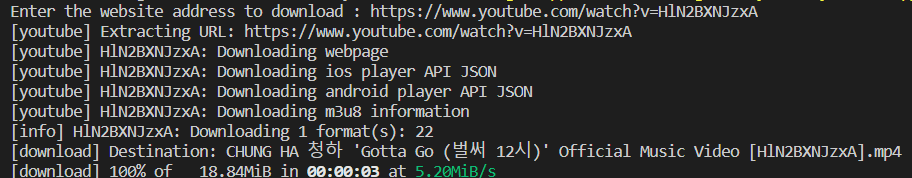 Enter the website address to download : https://www.youtube.com/watch?v=HlN2BXNJzxA
[youtube] Extracting URL: https://www.youtube.com/watch?v=HlN2BXNJzxA
[youtube] HlN2BXNJzxA: Downloading webpage
[youtube] HlN2BXNJzxA: Downloading ios player API JSON
[youtube] HlN2BXNJzxA: Downloading android player API JSON
[youtube] HlN2BXNJzxA: Downloading m3u8 information
[info] HlN2BXNJzxA: Downloading 1 format(s): 22
[download] Destination: CHUNG HA 청하 'Gotta Go (벌써 12시)' Official Music Video [HlN2BXNJzxA].mp4
[download] 100% of   18.84MiB in 00:00:03 at 5.20MiB/s